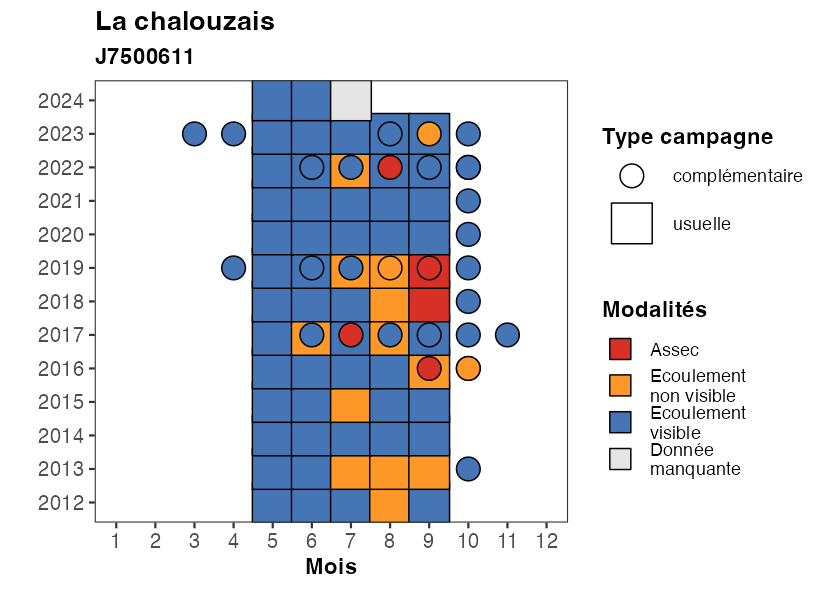 La chalouzais
J7500611
2024
2023
2022
2021
2020
2019
2018
2017
2016
2015
2014
2013
2012
1 2 3 4 5 6 7 8 9 10 11 12
Mois
Type campagne
complémentaire
usuelle
Modalités
Assec
Ecoulement
non visible
Ecoulement
visible
Donnée
manquante